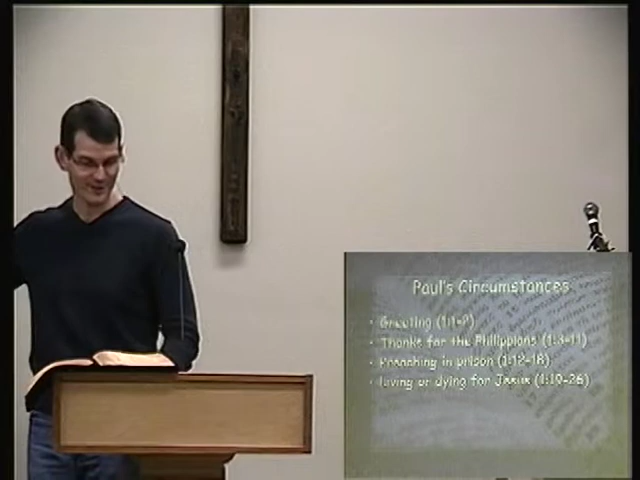 Paul's Circumstances
• Greeting (1:1-2)
• Thanks for the Philippians (1:3-11)
• Preaching in prison (1:12-18)
• Living or dying for Jesus (1:19-26)